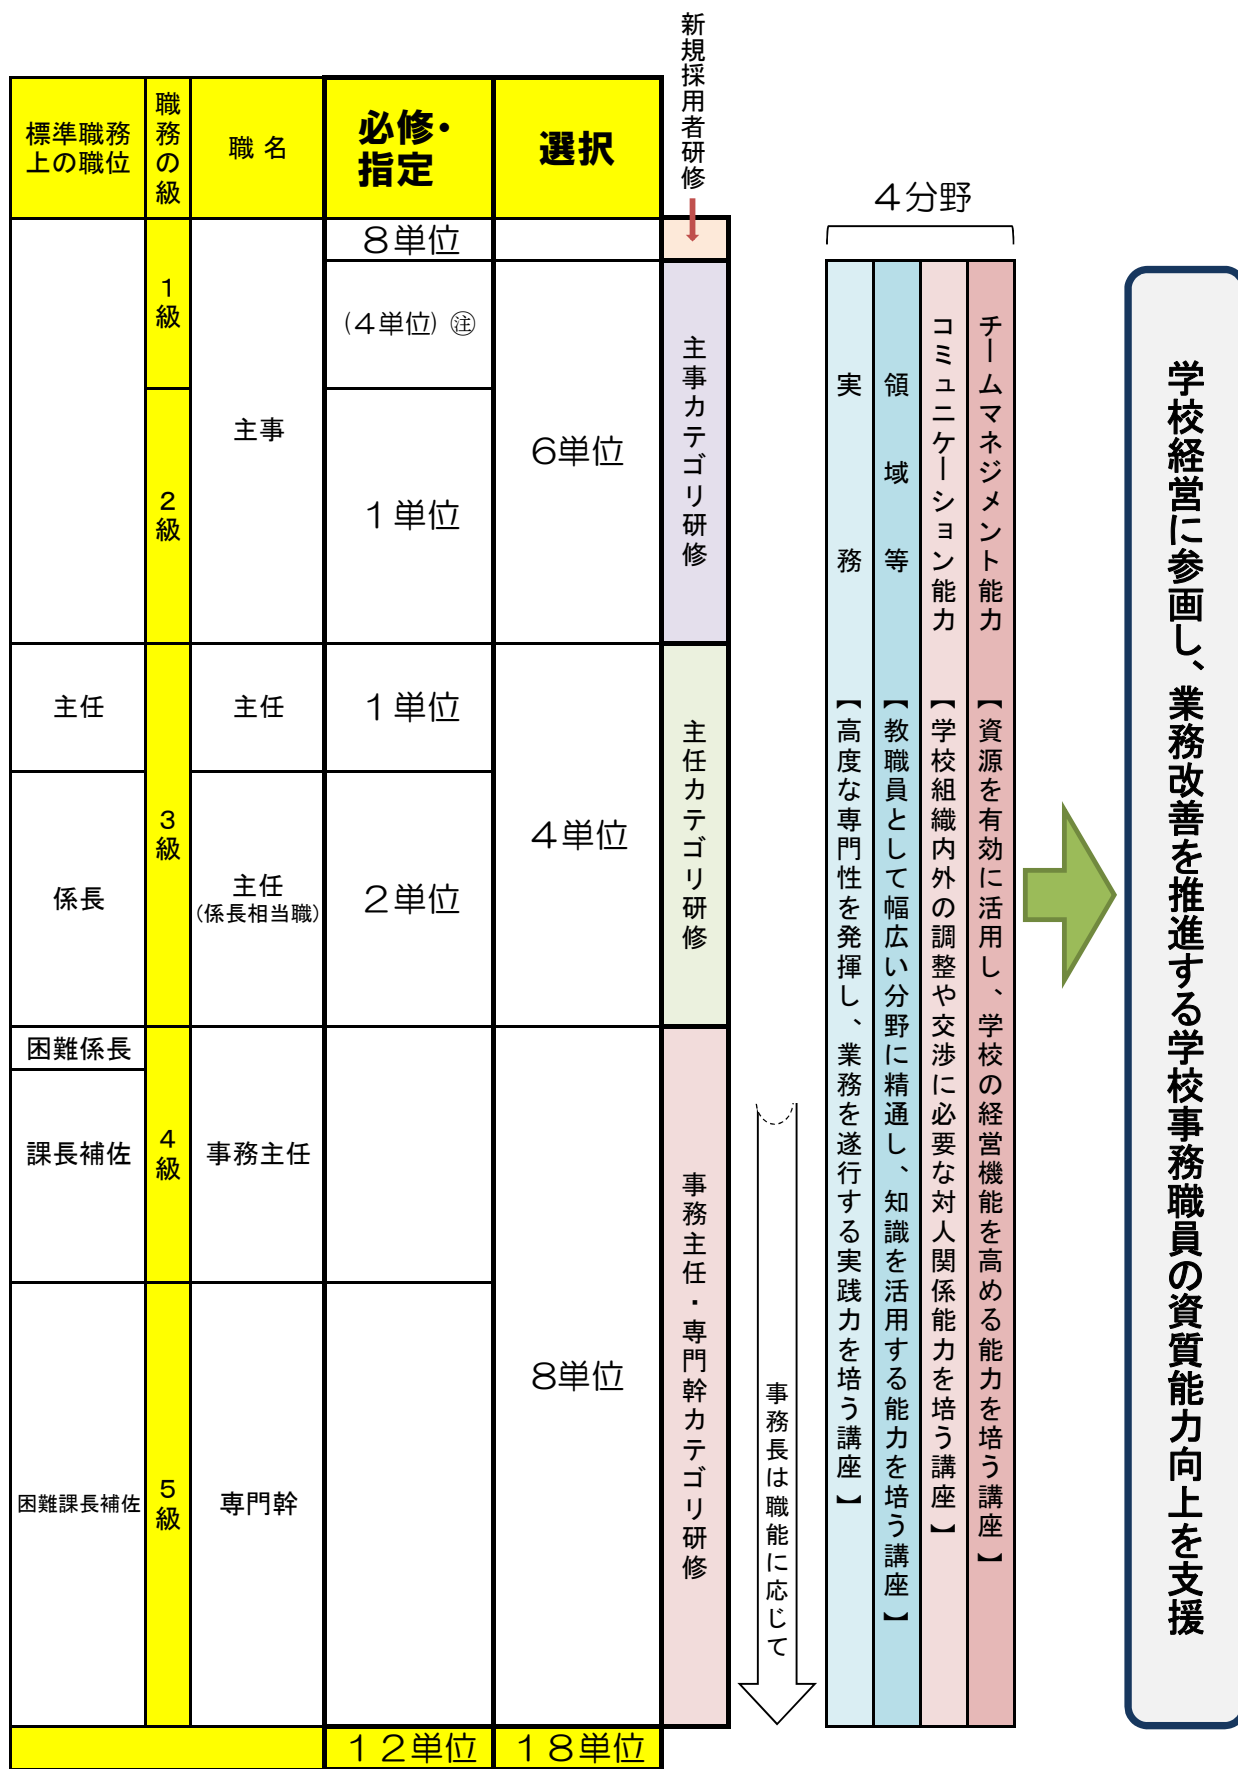 新規採用者研修
標準職務
上の職位
職務の級
職 名
必修・
指定
選択
4分野
8単位
1級
(4単位)㊟
主事
6単位
主事カテゴリ研修
2級
1単位
主任
主任
1単位
3級
4単位
主任カテゴリ研修
係長
主任
(係長相当職)
2単位
困難係長
課長補佐
4級
事務主任
8単位
事務主任・専門幹カテゴリ研修
困難課長補佐
5級
専門幹
12単位
18単位
事務長は職能に応じて
実務 【高度な専門性を発揮し、業務を遂行する実践力を培う講座】
領域等 【教職員として幅広い分野に精通し、知識を活用する能力を培う講座】
コミュニケーション能力 【学校組織内外の調整や交渉に必要な対人関係能力を培う講座】
チームマネジメント能力 【資源を有効に活用し、学校の経営機能を高める能力を培う講座】
学校経営に参画し、業務改善を推進する学校事務職員の資質能力向上を支援